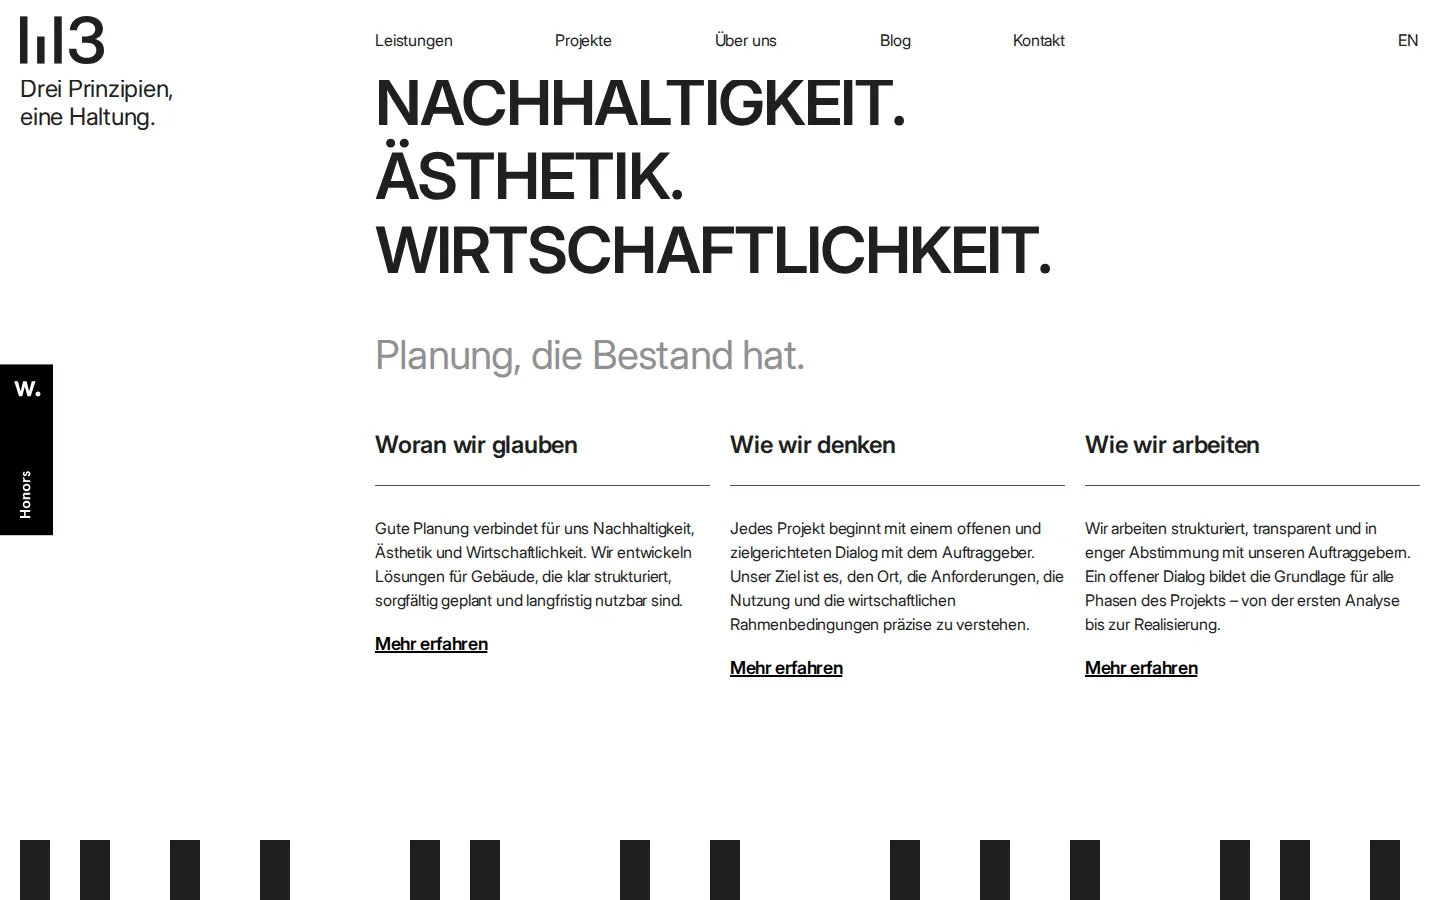 Leistungen
Projekte
Über uns
Blog
Kontakt
EN
Drei Prinzipien,
eine Haltung.
NACHHALTIGKEIT.
ÄSTHETIK.
WIRTSCHAFTLICHKEIT.
Planung, die Bestand hat.
W.
Honors
Woran wir glauben
Gute Planung verbindet für uns Nachhaltigkeit,
Ästhetik und Wirtschaftlichkeit. Wir entwickeln
Lösungen für Gebäude, die klar strukturiert,
sorgfältig geplant und langfristig nutzbar sind.
Mehr erfahren
Wie wir denken
Jedes Projekt beginnt mit einem offenen und
zielgerichteten Dialog mit dem Auftraggeber.
Unser Ziel ist es, den Ort, die Anforderungen, die
Nutzung und die wirtschaftlichen
Rahmenbedingungen präzise zu verstehen.
Mehr erfahren
Wie wir arbeiten
Wir arbeiten strukturiert, transparent und in
enger Abstimmung mit unseren Auftraggebern.
Ein offener Dialog bildet die Grundlage für alle
Phasen des Projekts – von der ersten Analyse
bis zur Realisierung.
Mehr erfahren